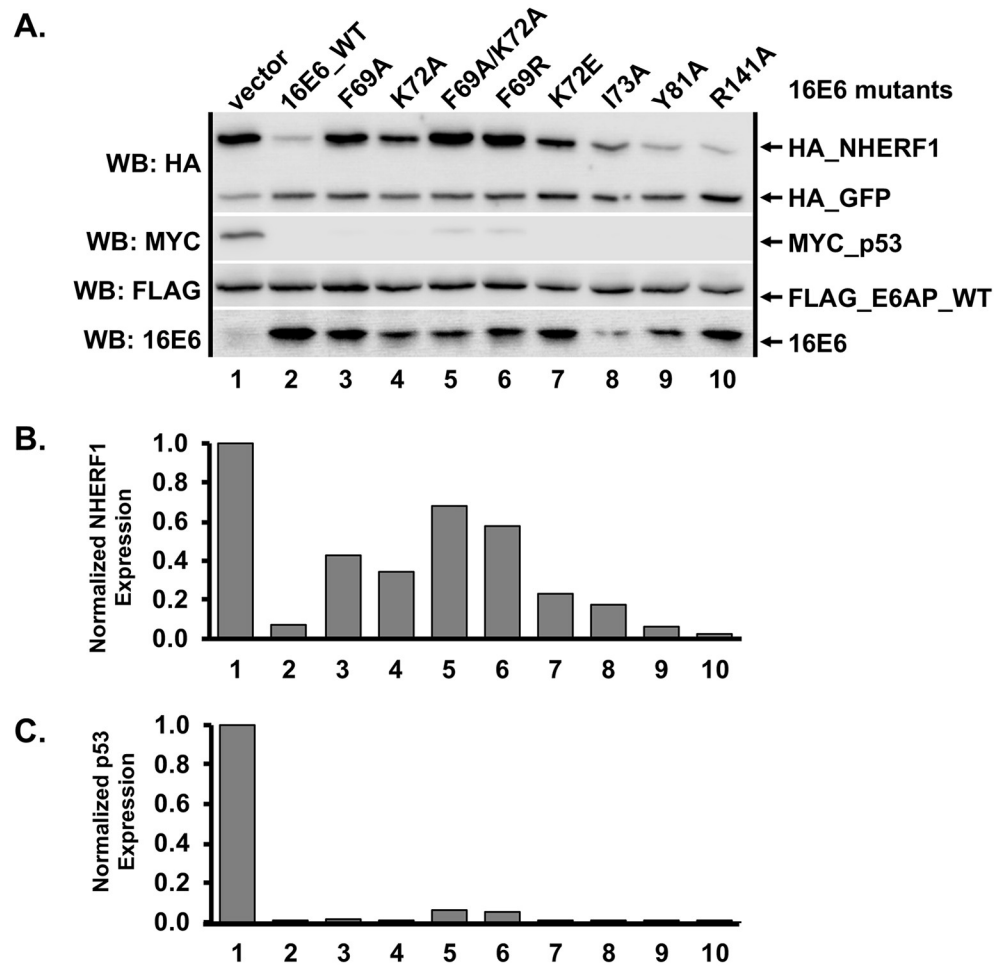 A.
vector 16E6_WT F69A K72A F69A/K72A F69R K72E I73A Y81A R141A
16E6 mutants
WB: HA
HA_NHERF1
HA_GFP
WB: MYC
MYC_p53
WB: FLAG
FLAG_E6AP_WT
WB: 16E6
16E6
1 2 3 4 5 6 7 8 9 10
B.
Normalized NHERF1
Expression
1.0
0.8
0.6
0.4
0.2
0.0
1 2 3 4 5 6 7 8 9 10
C.
Normalized p53
Expression
1.0
0.8
0.6
0.4
0.2
0.0
1 2 3 4 5 6 7 8 9 10